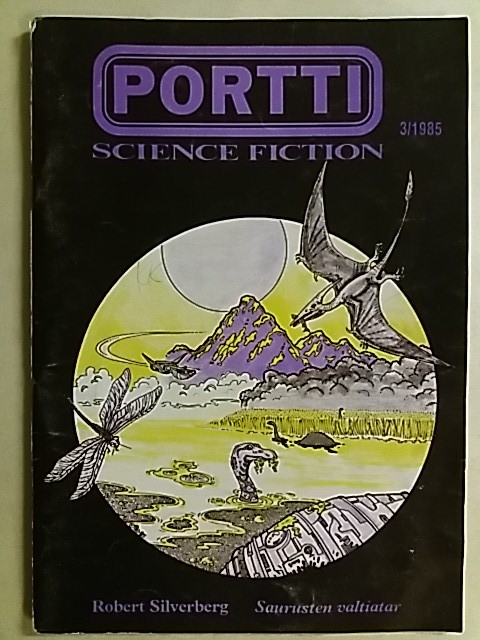 PORTTI
3/1985
SCIENCE FICTION
Robert Silverberg Saurusten valtiatar